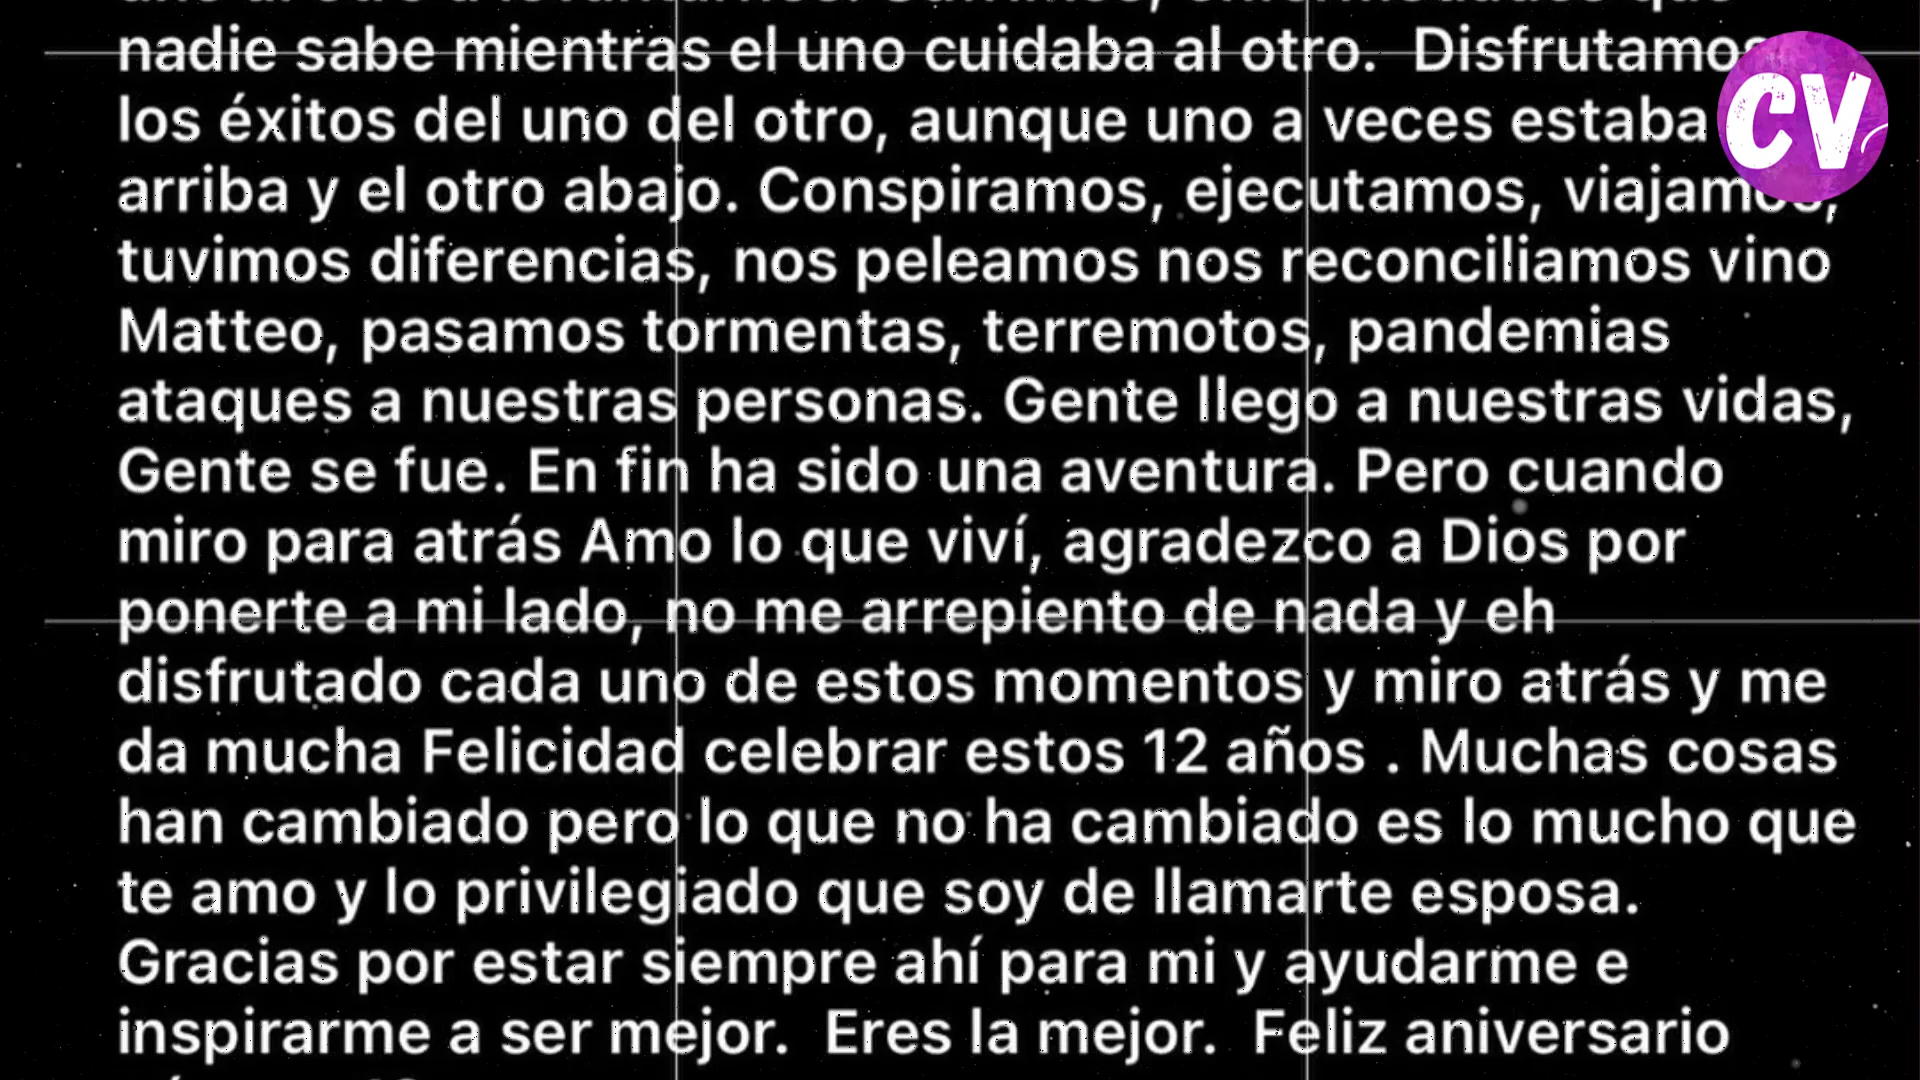 nadie sabe mientras el uno cuidaba al otro.  Disfrutamos
los éxitos del uno del otro, aunque uno a veces estaba
arriba y el otro abajo. Conspiramos, ejecutamos, viajamos,
tuvimos diferencias, nos peleamos nos reconciliamos vino
Matteo, pasamos tormentas, terremotos, pandemias
ataques a nuestras personas. Gente llego a nuestras vidas,
Gente se fue. En fin ha sido una aventura. Pero cuando
miro para atrás Amo lo que viví, agradezco a Dios por
ponerte a mi lado, no me arrepiento de nada y eh
disfrutado cada uno de estos momentos y miro atrás y me
da mucha Felicidad celebrar estos 12 años . Muchas cosas
han cambiado pero lo que no ha cambiado es lo mucho que
te amo y lo privilegiado que soy de llamarte esposa.
Gracias por estar siempre ahí para mi y ayudarme e
inspirarme a ser mejor.  Eres la mejor.  Feliz aniversario
CV